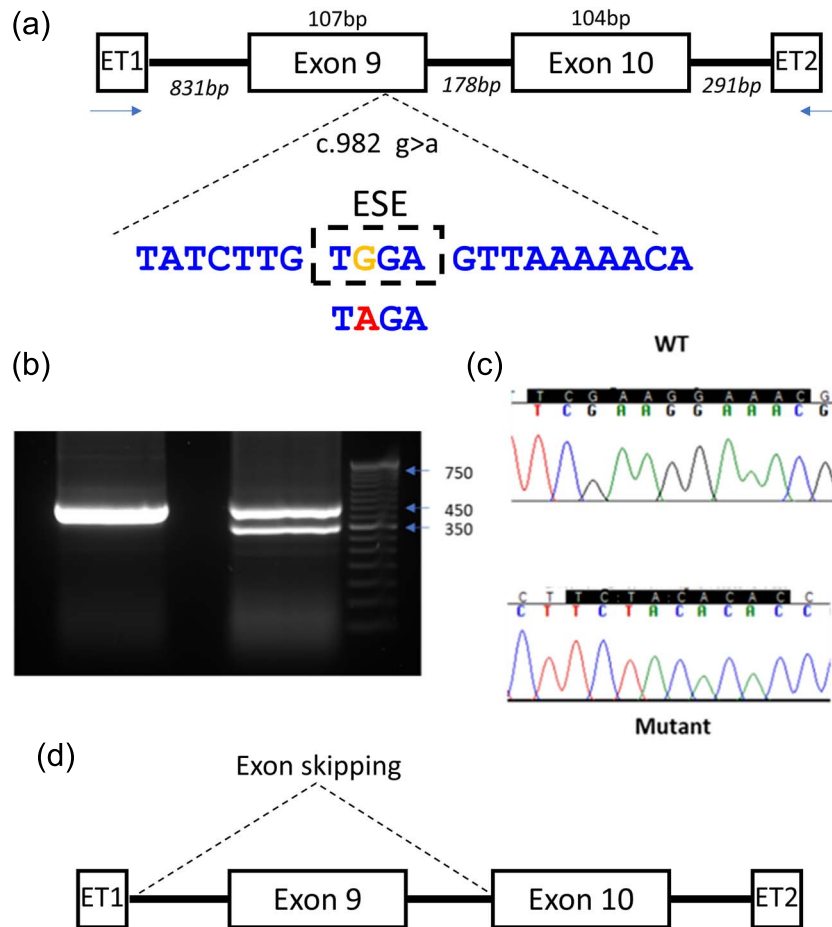 (a)
107bp
104bp
ET1
Exon 9
Exon 10
ET2
831bp
178bp
291bp
c.982 g>a
ESE
TATCTTG TGGA GTTAAAAACA
TAGA
(b)
750
450
350
(c)
WT
T C G A A G G A A A C G
T C G A A G G A A A C G
C T T C T A C A C A C C
C T T C T A C A C A C C
Mutant
(d)
Exon skipping
ET1
Exon 9
Exon 10
ET2